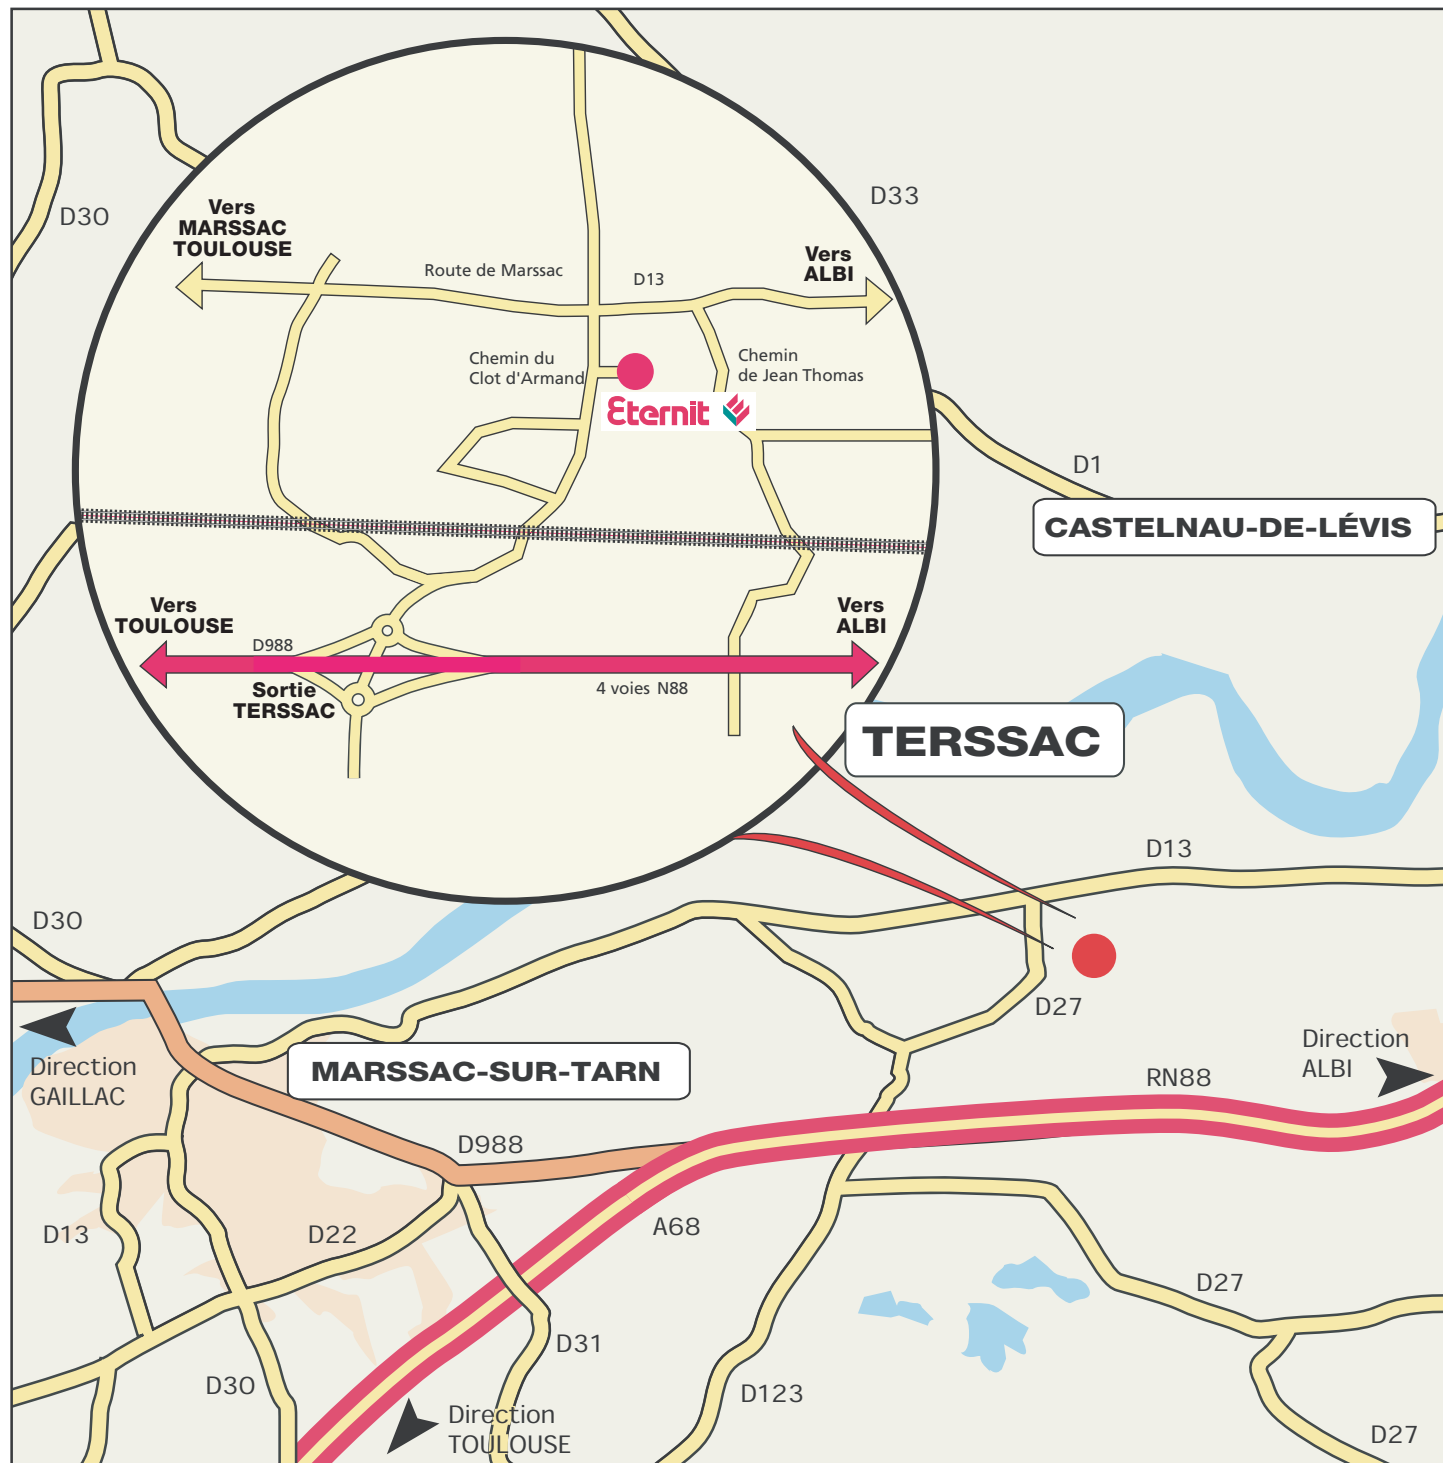 D30
D33
Vers
MARSSAC
TOULOUSE
Route de Marssac
D13
Vers
ALBI
Chemin du
Clot d'Armand
Chemin
de Jean Thomas
Eternit
D1
CASTELNAU-DE-LÉVIS
Vers
TOULOUSE
D988
Sortie
TERSSAC
4 voies N88
Vers
ALBI
TERSSAC
D13
D30
D27
Direction
GAILLAC
MARSSAC-SUR-TARN
Direction
ALBI
RN88
D988
D13
D22
A68
D27
D31
D30
D123
Direction
TOULOUSE
D27